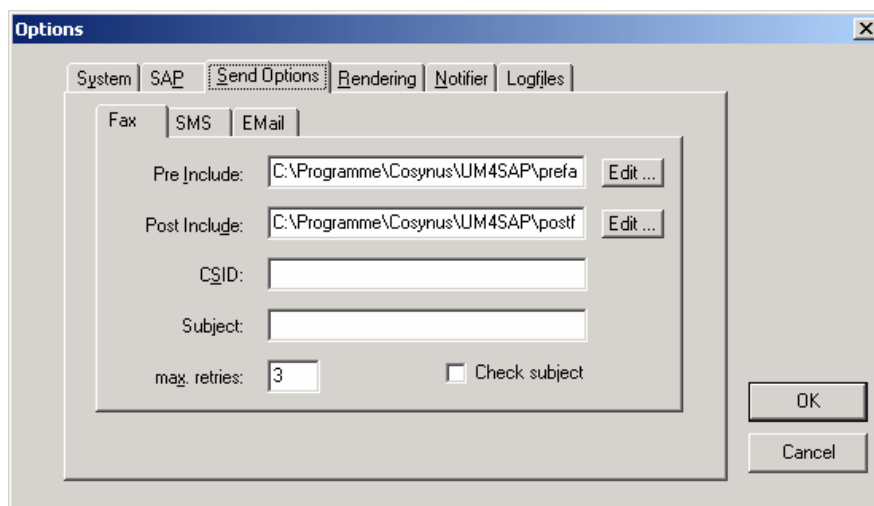 Options
System SAP Send Options Rendering Notifier Logfiles
Fax SMS EMail
Pre Include: C:\Programme\Cosynus\UM4SAP\prefa Edit ...
Post Include: C:\Programme\Cosynus\UM4SAP\postf Edit ...
CSID:
Subject:
max. retries: 3 Check subject
OK
Cancel